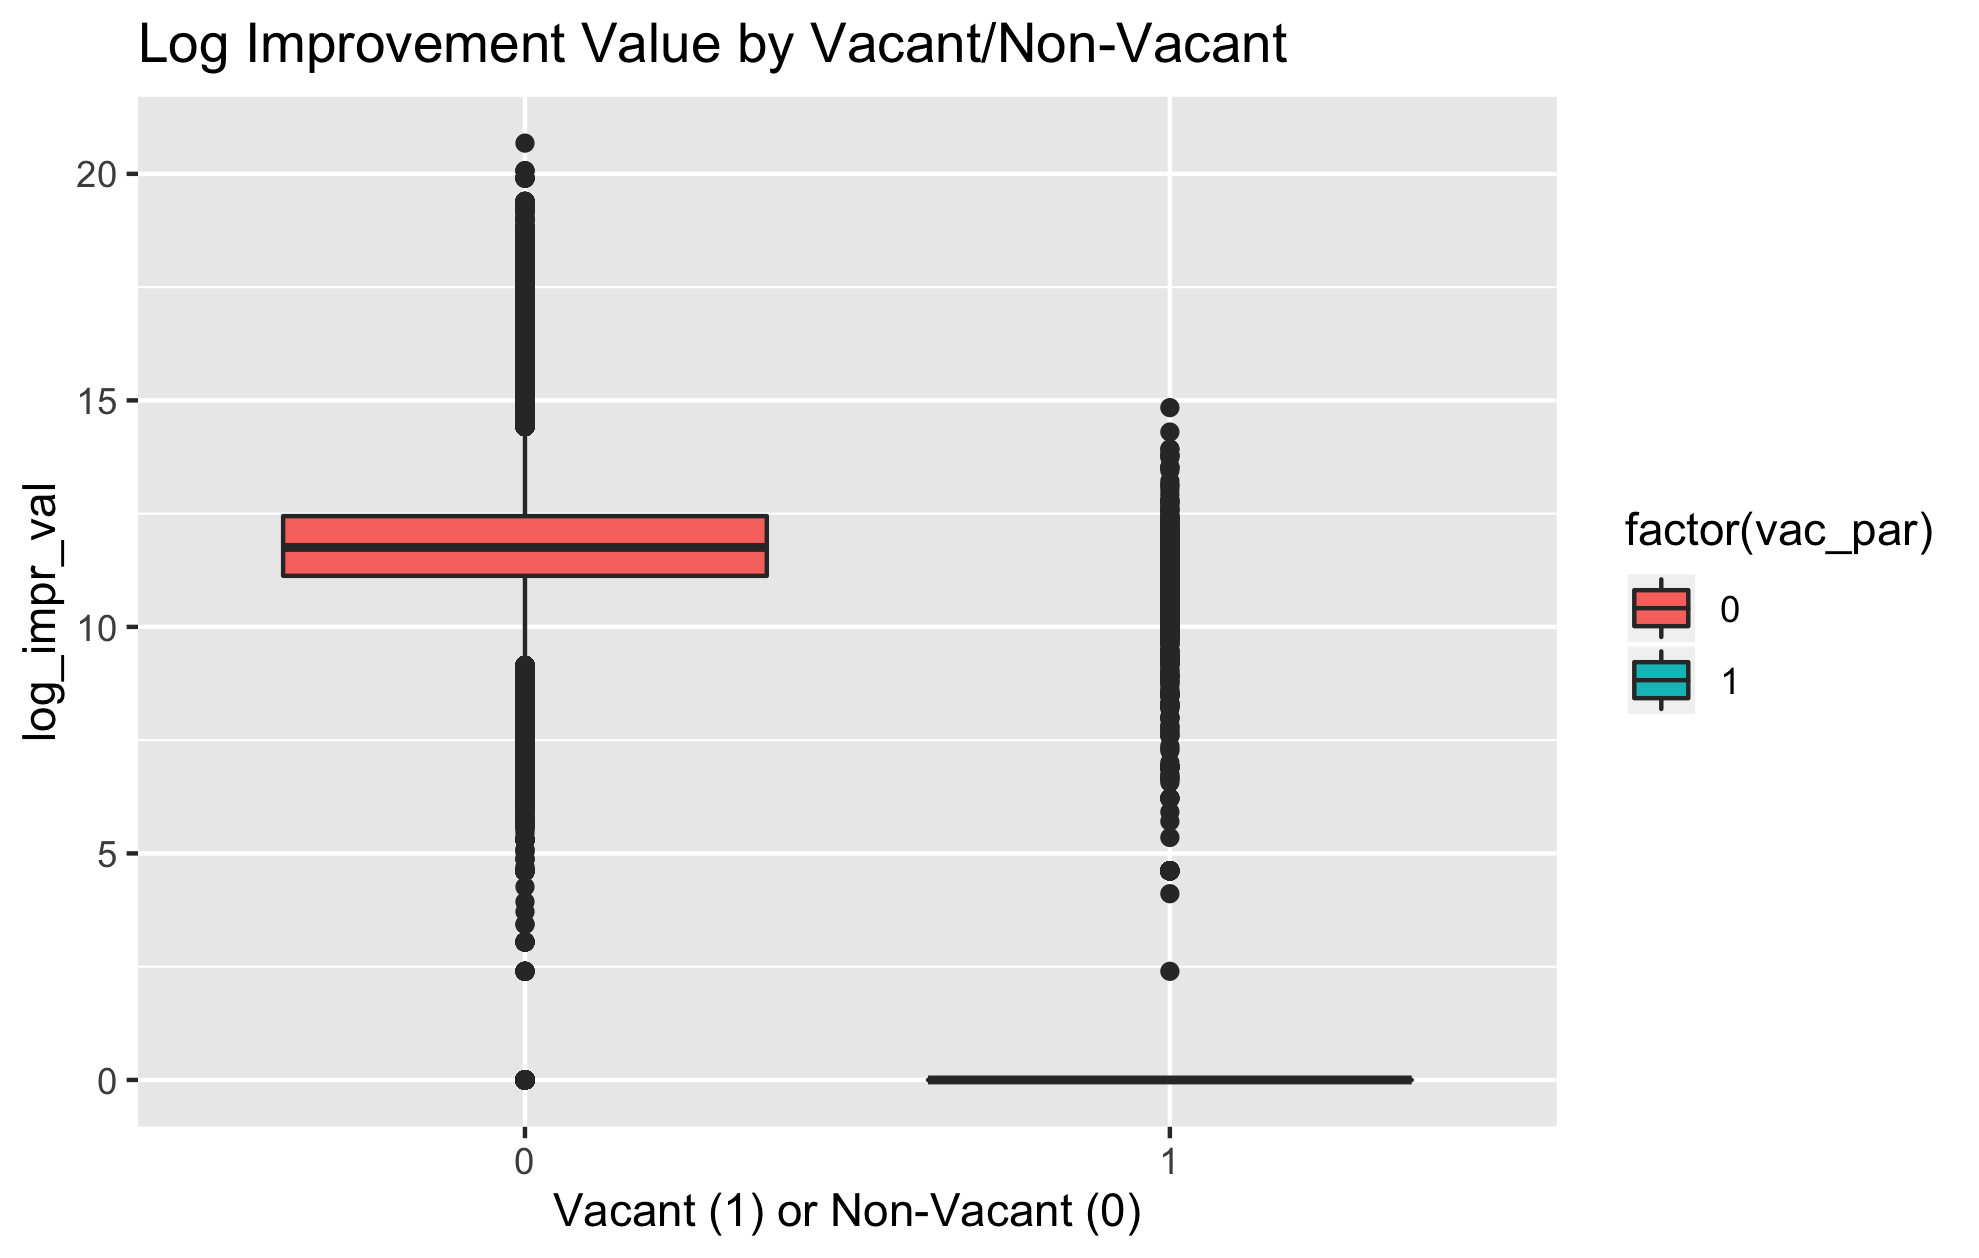 Log Improvement Value by Vacant/Non-Vacant
20
15
10
5
0
log_impr_val
0
1
Vacant (1) or Non-Vacant (0)
factor(vac_par)
0
1